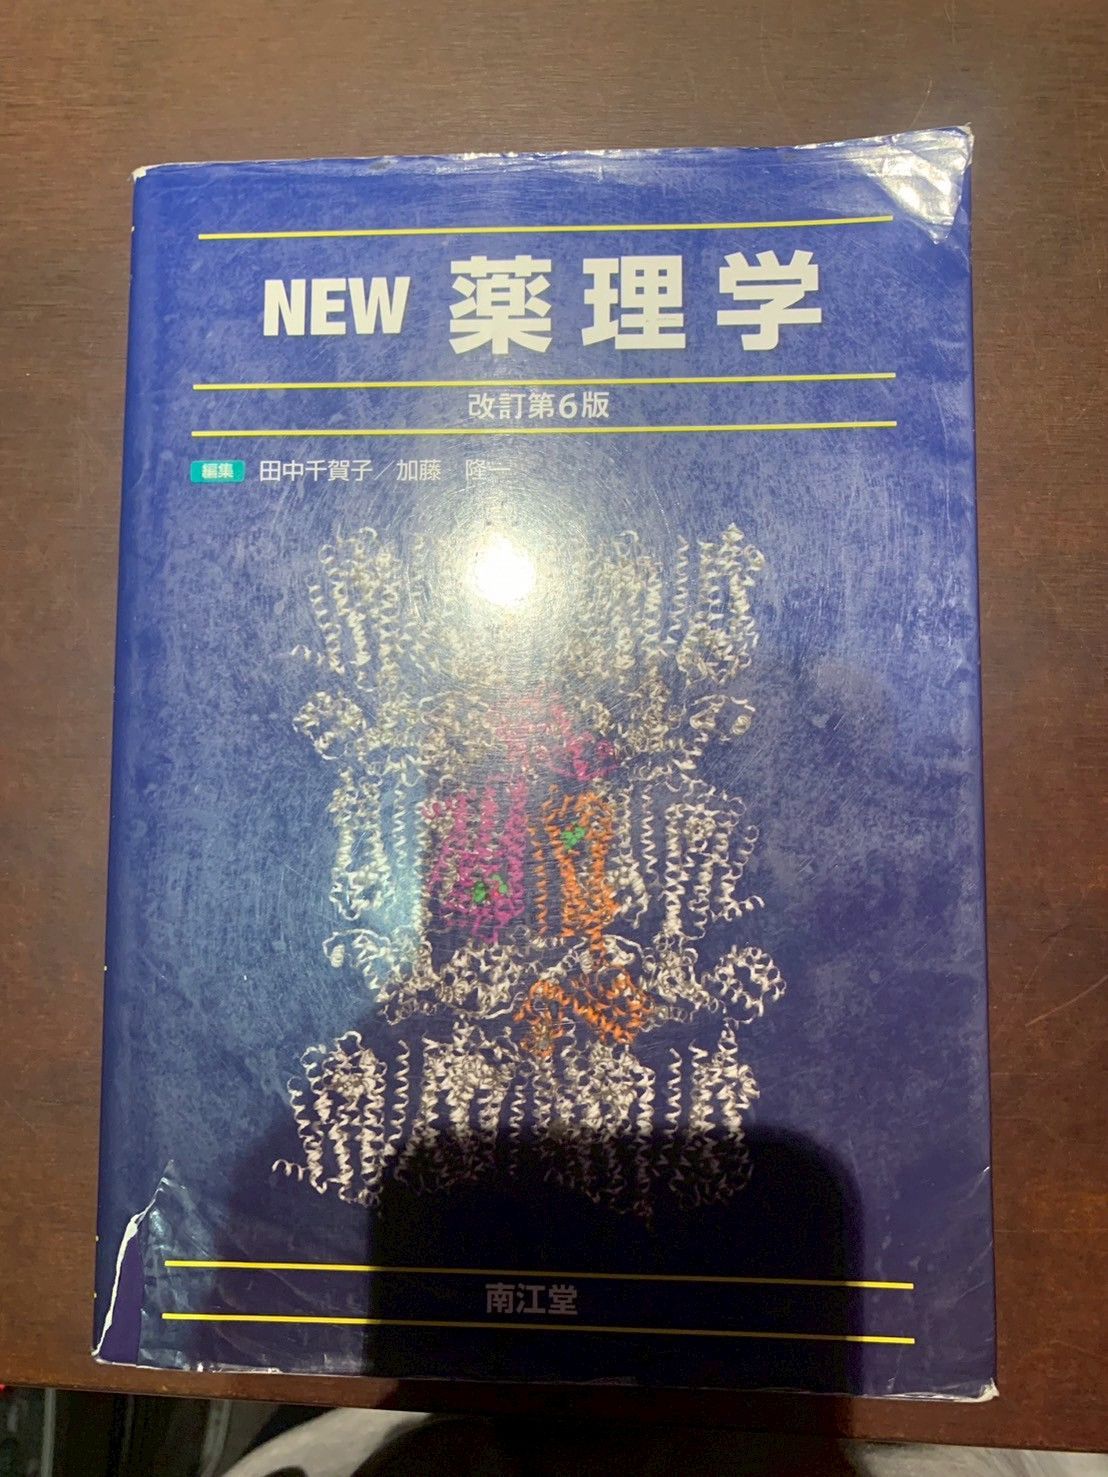 NEW 薬理学
改訂第6版
編集 田中千賀子／加藤 隆一
南江堂